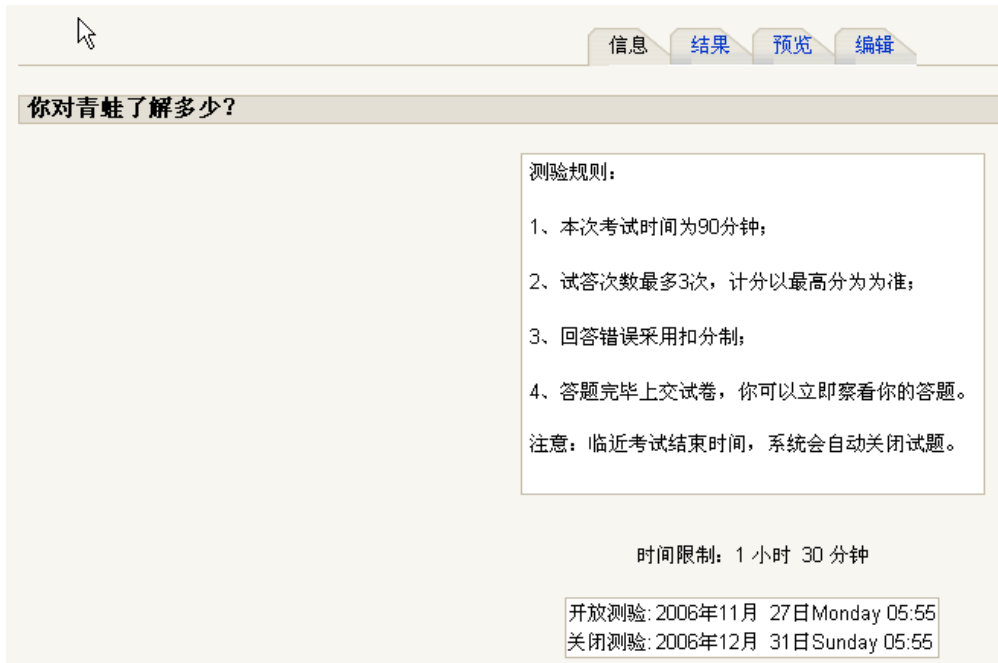 信息 结果 预览 编辑
你对青蛙了解多少?
测验规则:
1、本次考试时间为90分钟;
2、试答次数最多3次，计分以最高分为为准;
3、回答错误采用扣分制;
4、答题完毕上交试卷，你可以立即察看你的答题。
注意: 临近考试结束时间，系统会自动关闭试题。
时间限制: 1 小时 30 分钟
开放测验: 2006年11月 27日Monday 05:55
关闭测验: 2006年12月 31日Sunday 05:55